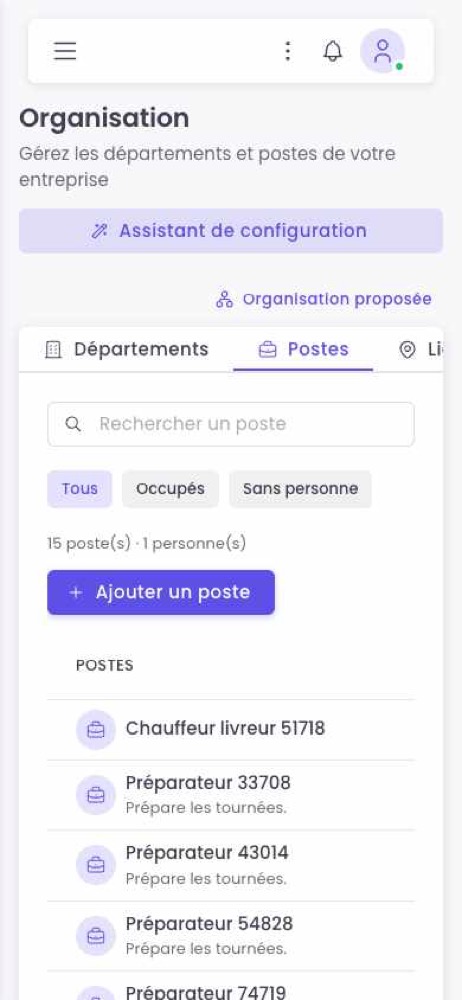 Organisation
Gérez les départements et postes de votre
entreprise
Assistant de configuration
Organisation proposée
Départements
Postes
Rechercher un poste
Tous
Occupés
Sans personne
15 poste(s) · 1 personne(s)
+ Ajouter un poste
POSTES
Chauffeur livreur 51718
Préparateur 33708
Prépare les tournées.
Préparateur 43014
Prépare les tournées.
Préparateur 54828
Prépare les tournées.
Préparateur 74719